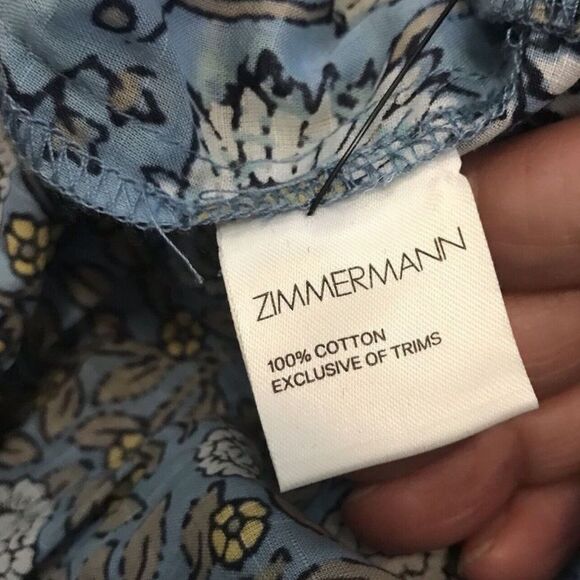 ZIMMERMANN
100% COTTON
EXCLUSIVE OF TRIMS